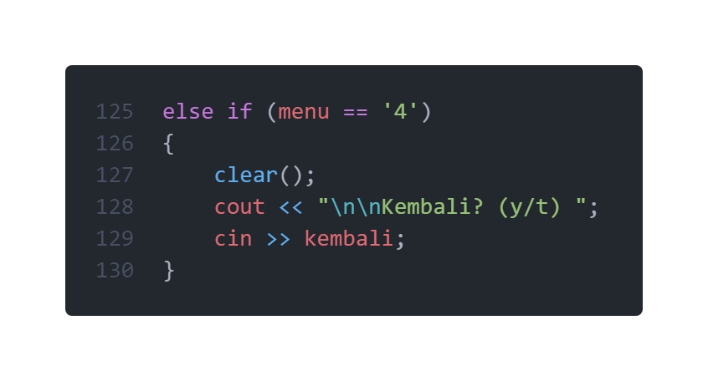 125 else if (menu == '4')
126 {
127     clear();
128     cout << "\n\nKembali? (y/t) ";
129     cin >> kembali;
130 }